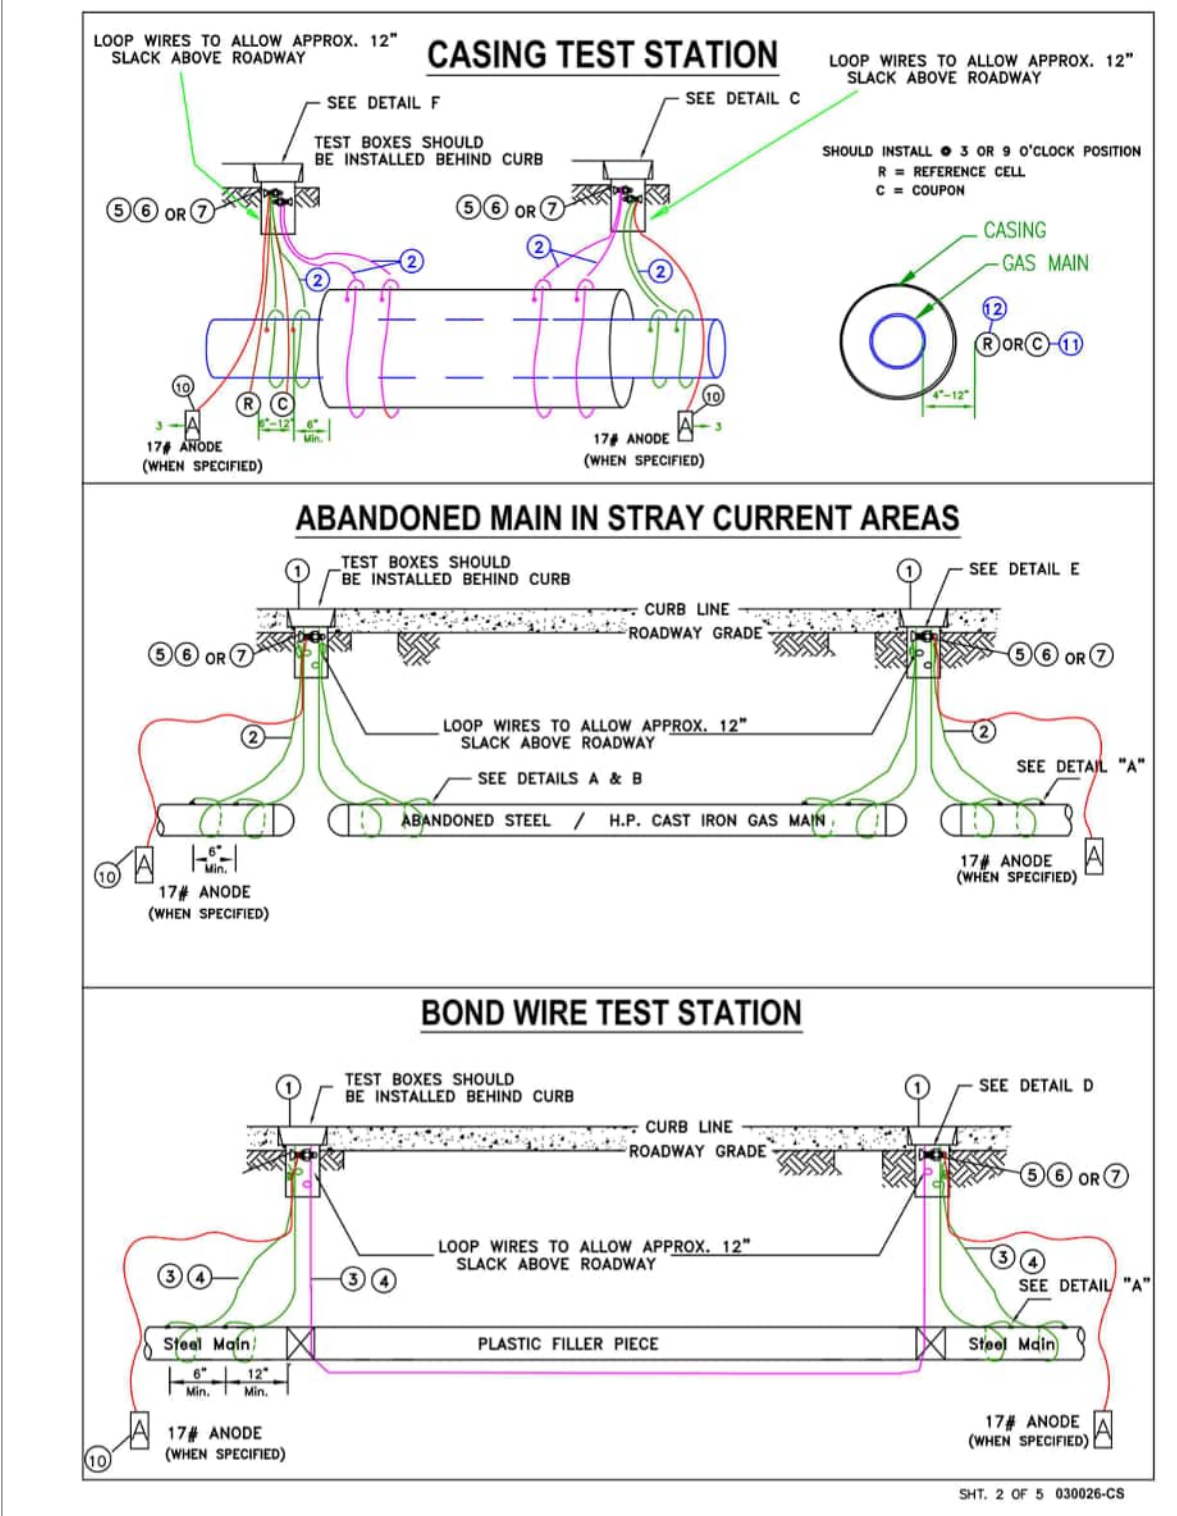 LOOP WIRES TO ALLOW APPROX. 12"
SLACK ABOVE ROADWAY
CASING TEST STATION
LOOP WIRES TO ALLOW APPROX. 12"
SLACK ABOVE ROADWAY
SEE DETAIL F
SEE DETAIL C
TEST BOXES SHOULD
BE INSTALLED BEHIND CURB
SHOULD INSTALL @ 3 OR 9 O'CLOCK POSITION
R = REFERENCE CELL
C = COUPON
5 6 OR 7
5 6 OR 7
2
2
2
2
CASING
GAS MAIN
12
R OR C 11
4"-12"
10
R
C
6"-12"
6"
Min.
3
A
17# ANODE
(WHEN SPECIFIED)
10
A
3
17# ANODE
(WHEN SPECIFIED)
ABANDONED MAIN IN STRAY CURRENT AREAS
1
TEST BOXES SHOULD
BE INSTALLED BEHIND CURB
1
SEE DETAIL E
CURB LINE
ROADWAY GRADE
5 6 OR 7
5 6 OR 7
2
LOOP WIRES TO ALLOW APPROX. 12"
SLACK ABOVE ROADWAY
2
SEE DETAILS A & B
SEE DETAIL "A"
ABANDONED STEEL / H.P. CAST IRON GAS MAIN
6"
Min.
10
A
17# ANODE
(WHEN SPECIFIED)
17# ANODE
(WHEN SPECIFIED)
A
BOND WIRE TEST STATION
1
TEST BOXES SHOULD
BE INSTALLED BEHIND CURB
1
SEE DETAIL D
CURB LINE
ROADWAY GRADE
5 6 OR 7
LOOP WIRES TO ALLOW APPROX. 12"
SLACK ABOVE ROADWAY
3 4
3 4
3 4
SEE DETAIL "A"
Steel Main
PLASTIC FILLER PIECE
Steel Main
6"
Min.
12"
Min.
10
A
17# ANODE
(WHEN SPECIFIED)
17# ANODE
(WHEN SPECIFIED)
A
SHT. 2 OF 5 030026-CS